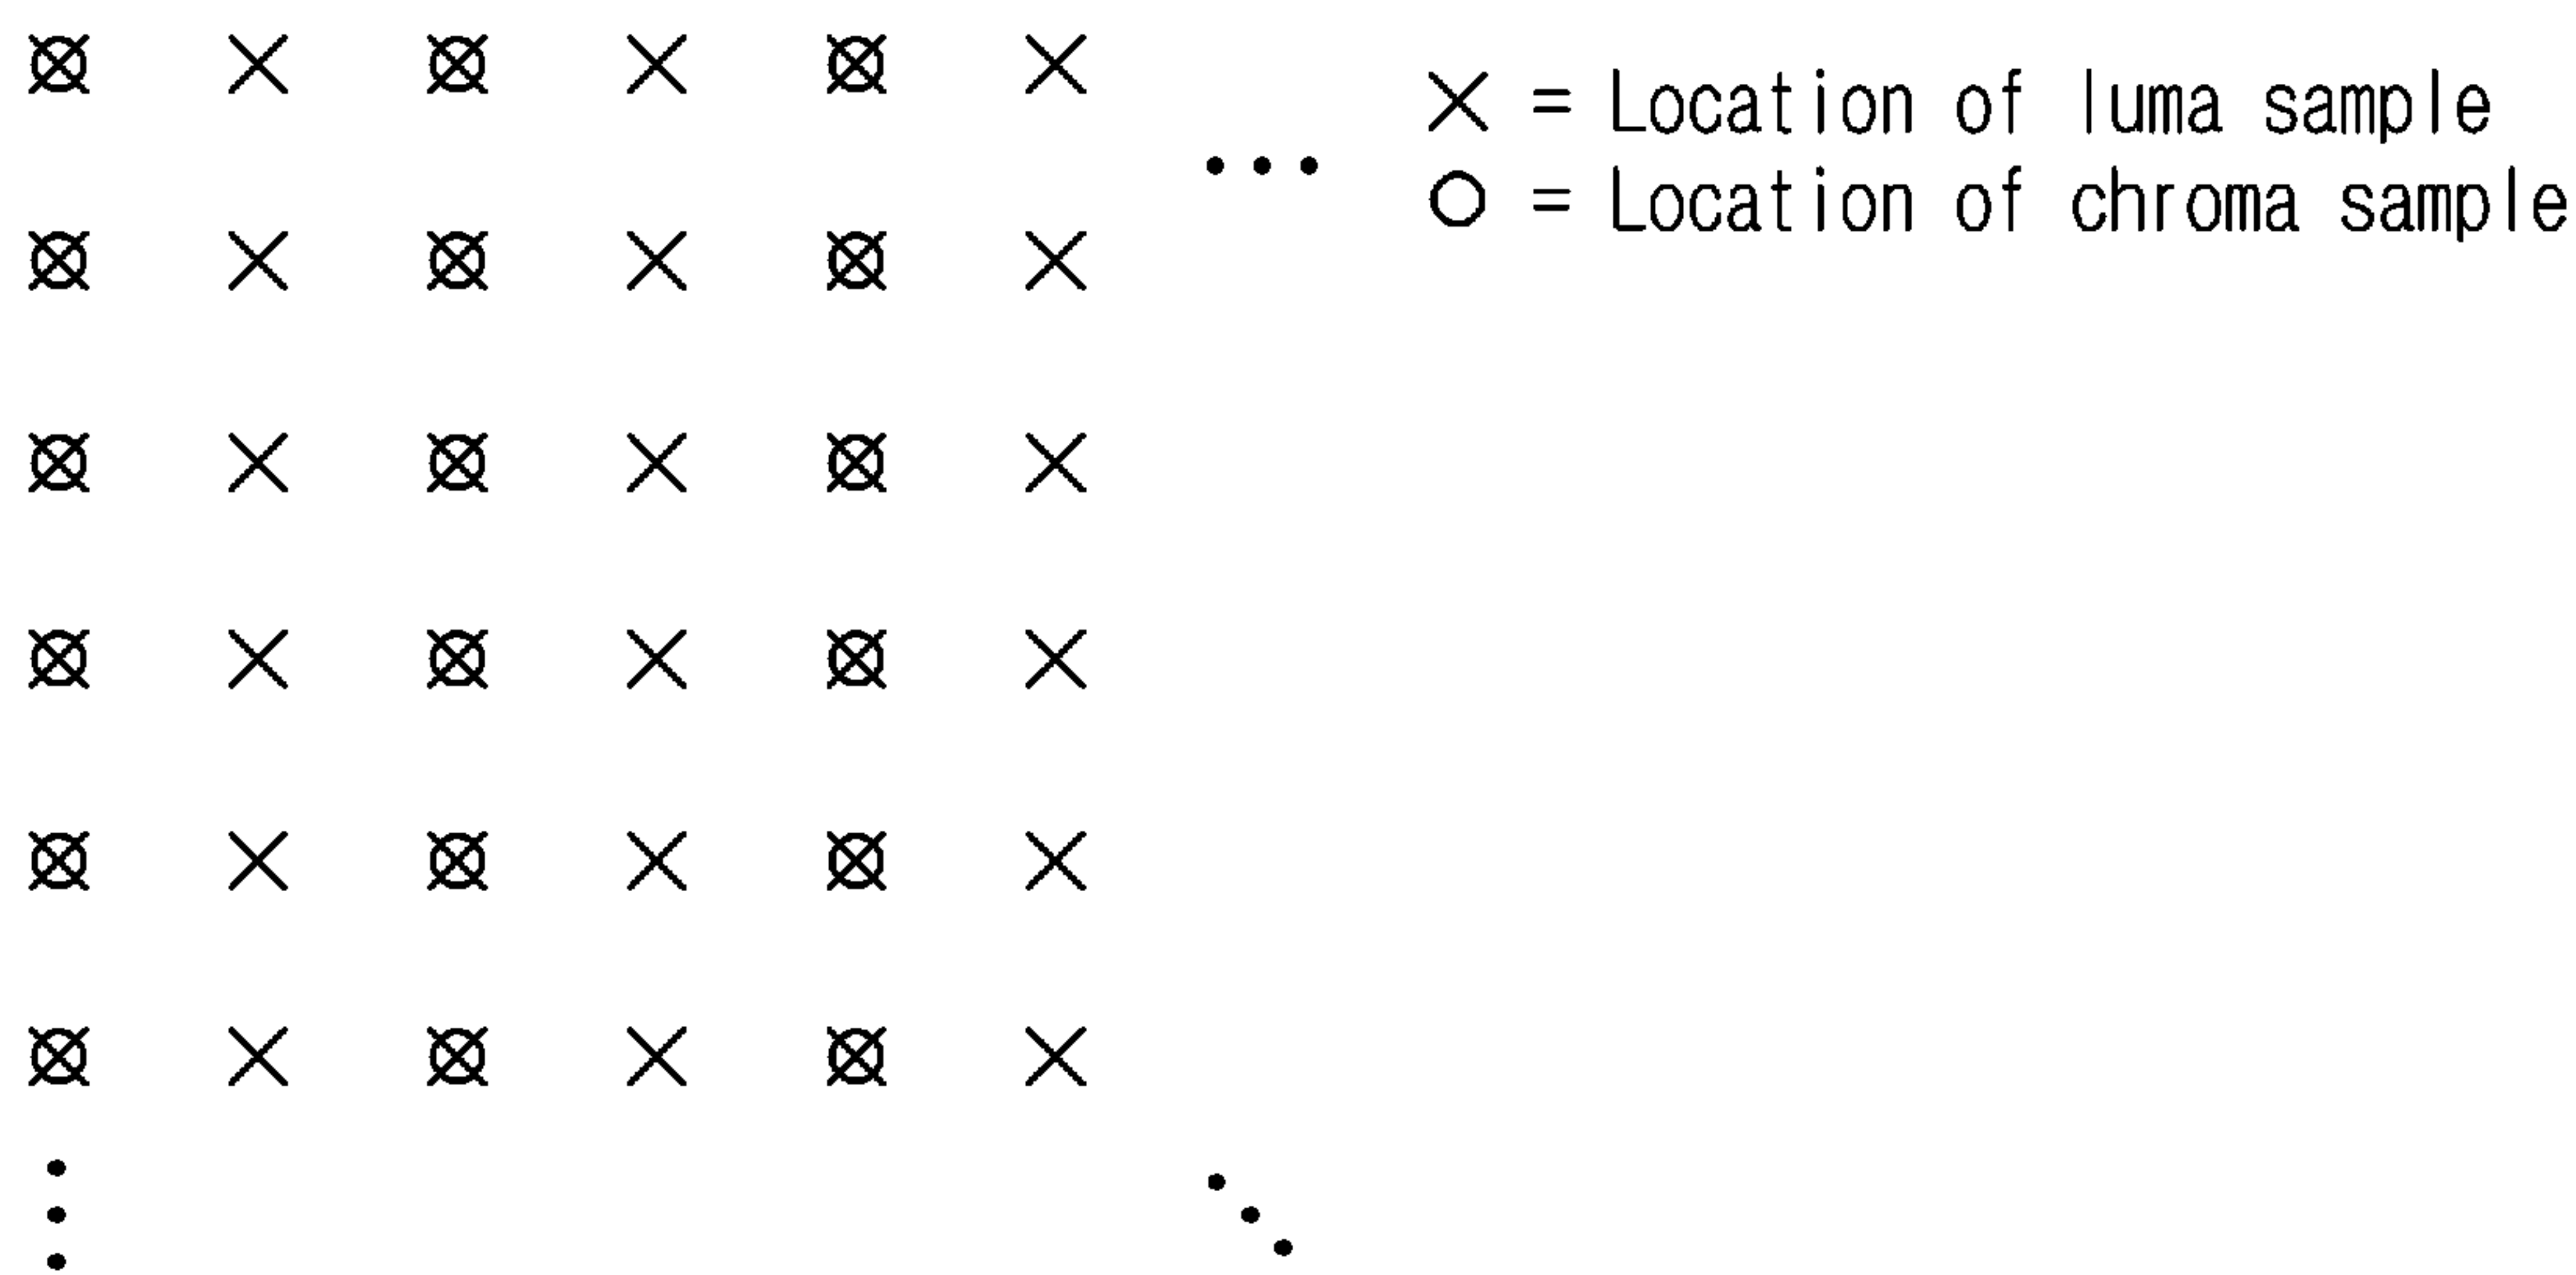 × = Location of luma sample
○ = Location of chroma sample